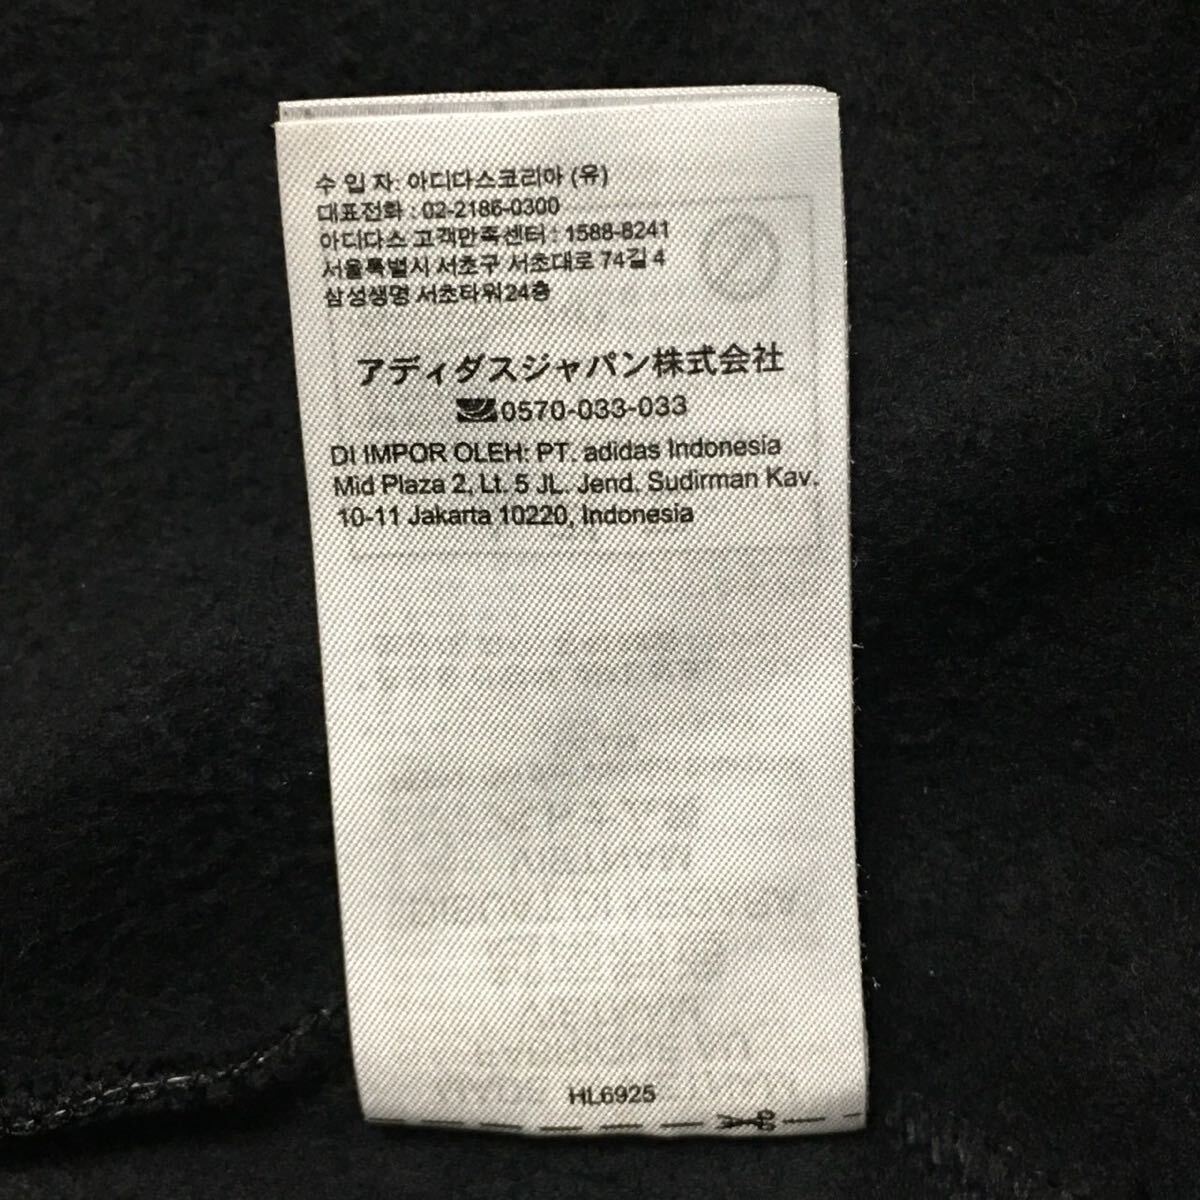 수 입 자: 아디다스코리아 (유)
대표전화 : 02-2186-0300
아디다스 고객만족센터 : 1588-8241
서울특별시 서초구 서초대로 74길 4
삼성생명 서초타워24층
アディダスジャパン株式会社
0570-033-033
DI IMPOR OLEH: PT. adidas Indonesia
Mid Plaza 2, Lt. 5 JL. Jend. Sudirman Kav.
10-11 Jakarta 10220, Indonesia
HL6925